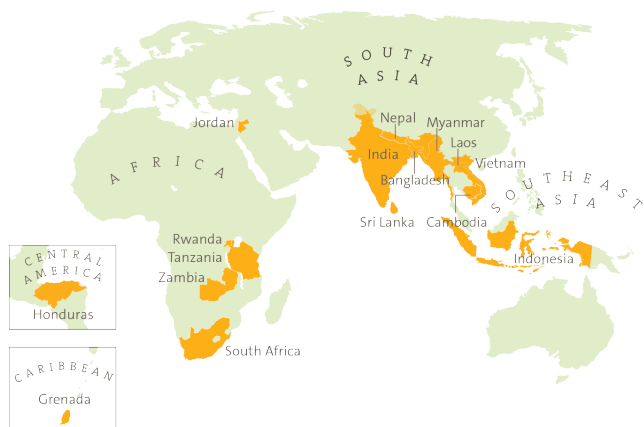 SOUTH
ASIA
Nepal
Myanmar
Jordan
Laos
India
Vietnam
AFRICA
Bangladesh
SOUTHEAST
ASIA
Sri Lanka
Cambodia
Rwanda
Tanzania
Indonesia
Zambia
CENTRAL
AMERICA
Honduras
South Africa
CARIBBEAN
Grenada